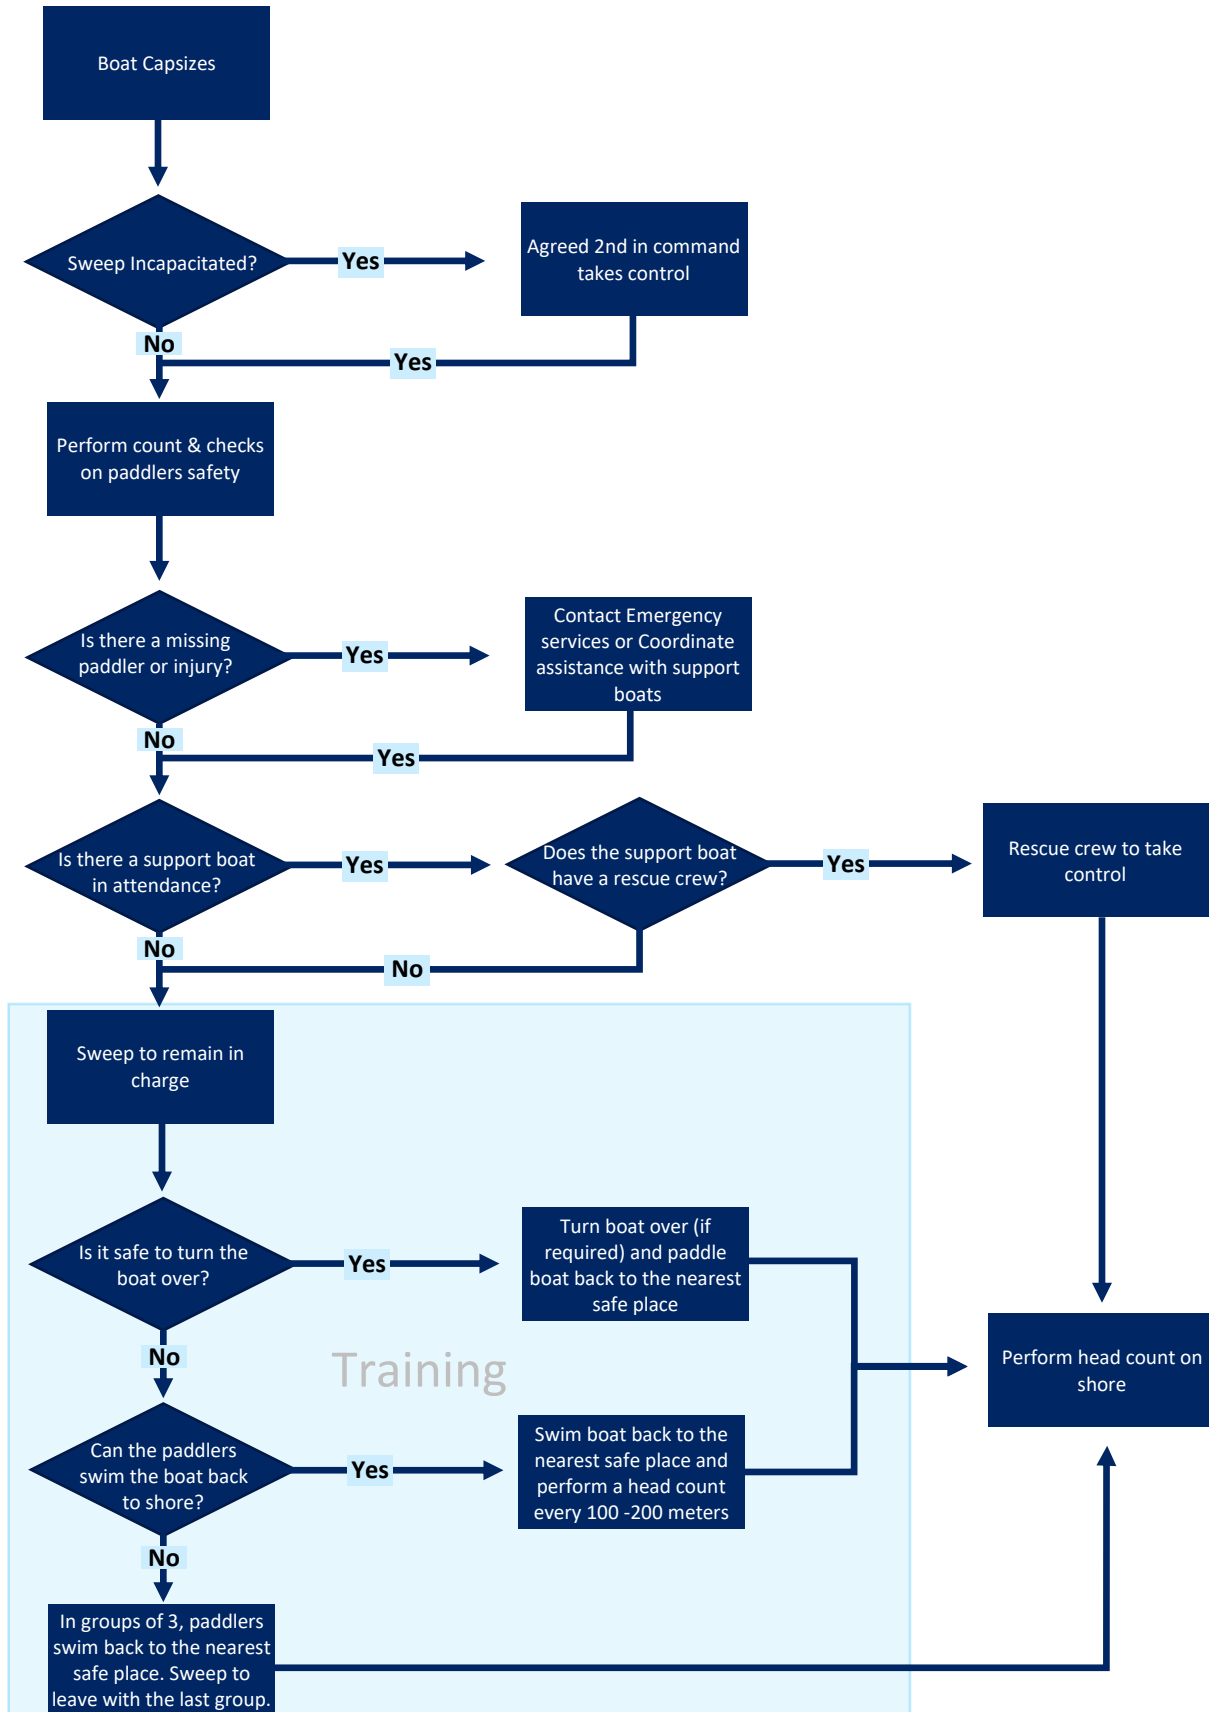 Boat Capsizes
Sweep Incapacitated?
Yes
Agreed 2nd in command
takes control
No
Yes
Perform count & checks
on paddlers safety
Is there a missing
paddler or injury?
Yes
Contact Emergency
services or Coordinate
assistance with support
boats
No
Yes
Is there a support boat
in attendance?
Yes
Does the support boat
have a rescue crew?
Yes
Rescue crew to take
control
No
No
Sweep to remain in
charge
Is it safe to turn the
boat over?
Yes
Turn boat over (if
required) and paddle
boat back to the nearest
safe place
No
Training
Perform head count on
shore
Can the paddlers
swim the boat back
to shore?
Yes
Swim boat back to the
nearest safe place and
perform a head count
every 100 -200 meters
No
In groups of 3, paddlers
swim back to the nearest
safe place. Sweep to
leave with the last group.